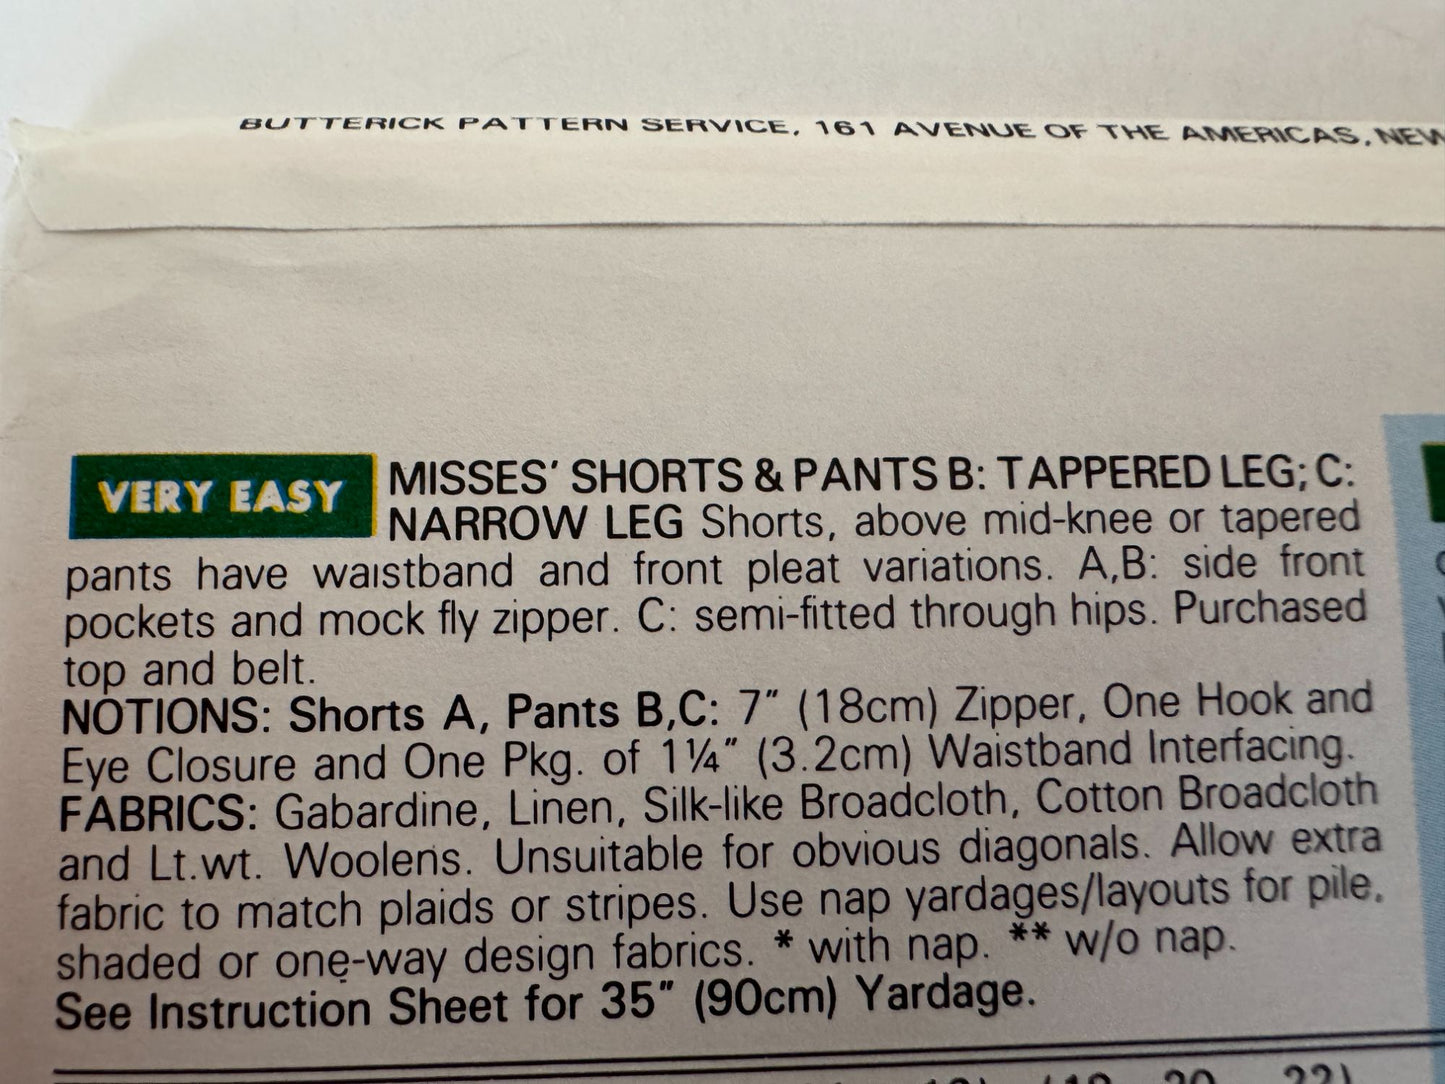 BUTTERICK PATTERN SERVICE, 161 AVENUE OF THE AMERICAS, NEW
VERY EASY MISSES' SHORTS & PANTS B: TAPPERED LEG; C:
NARROW LEG Shorts, above mid-knee or tapered
pants have waistband and front pleat variations. A,B: side front
pockets and mock fly zipper. C: semi-fitted through hips. Purchased
top and belt.
NOTIONS: Shorts A, Pants B,C: 7" (18cm) Zipper, One Hook and
Eye Closure and One Pkg. of 1¼" (3.2cm) Waistband Interfacing.
FABRICS: Gabardine, Linen, Silk-like Broadcloth, Cotton Broadcloth
and Lt.wt. Woolens. Unsuitable for obvious diagonals. Allow extra
fabric to match plaids or stripes. Use nap yardages/layouts for pile,
shaded or one-way design fabrics. * with nap. ** w/o nap.
See Instruction Sheet for 35" (90cm) Yardage.